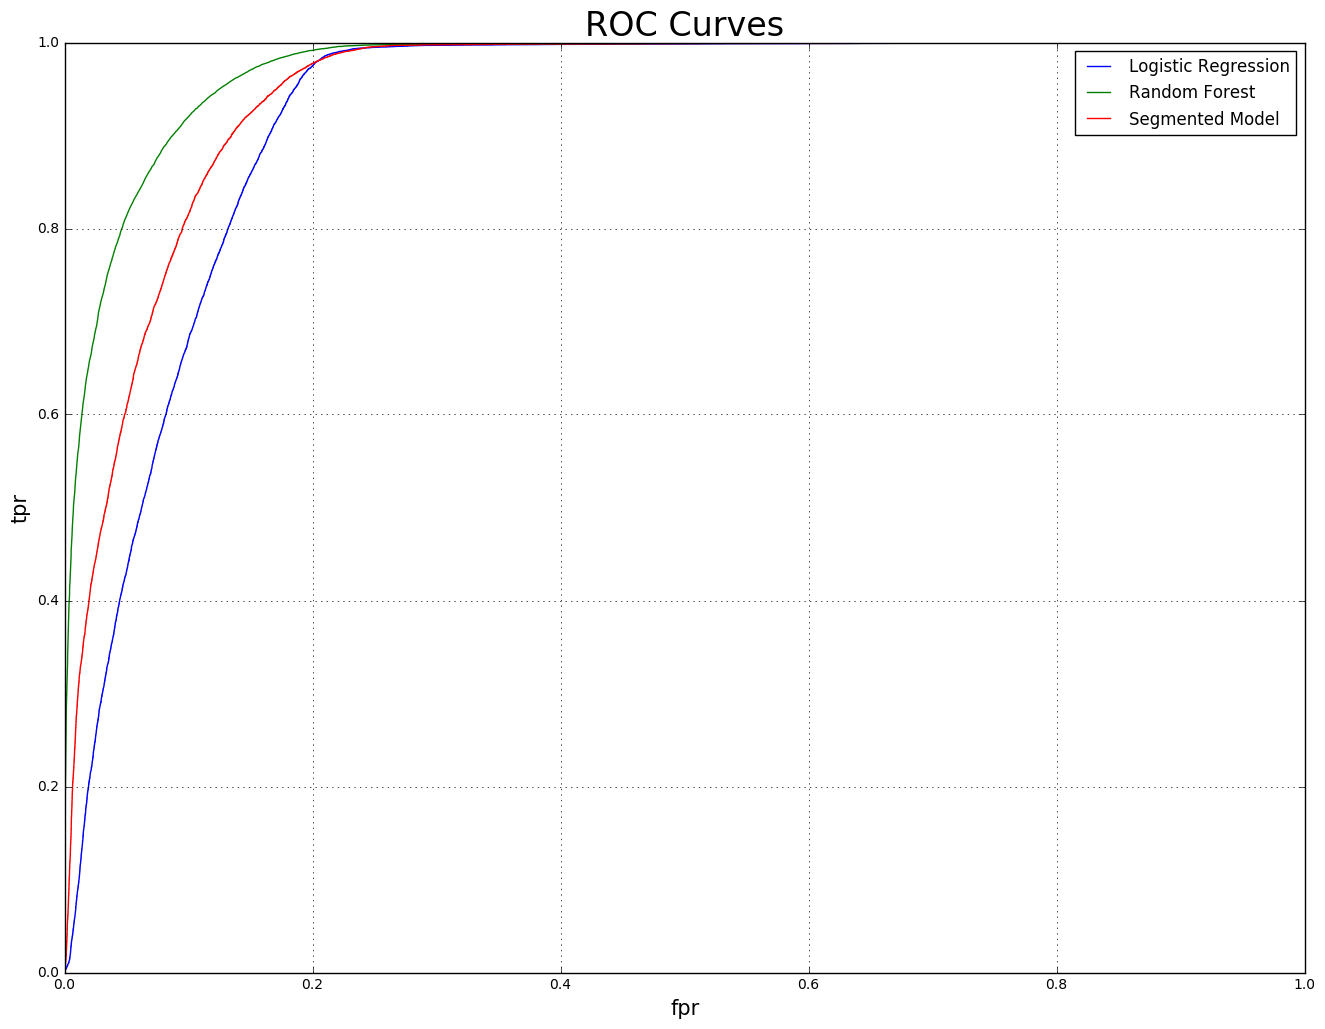 ROC Curves
1.0
0.8
0.6
0.4
0.2
0.0
tpr
Logistic Regression
Random Forest
Segmented Model
0.0 0.2 0.4 0.6 0.8 1.0
fpr